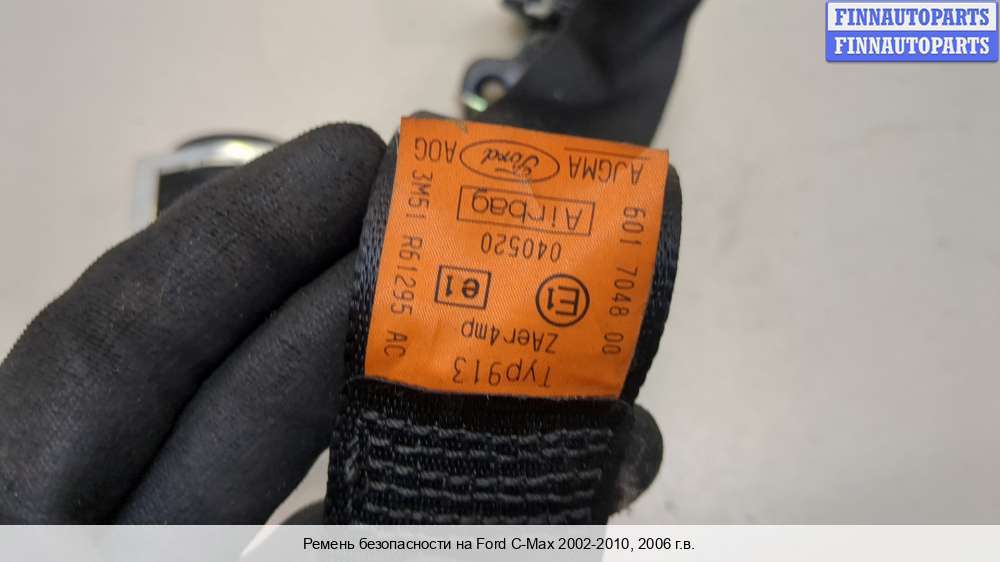 FINNAUTOPARTS
FINNAUTOPARTS
Typ913
ZAer4mp
E1
e1
040520
Airbag
AJGMA Ford AOG
601 7048 00
3M51 R61295 AC
Ремень безопасности на Ford C-Max 2002-2010, 2006 г.в.